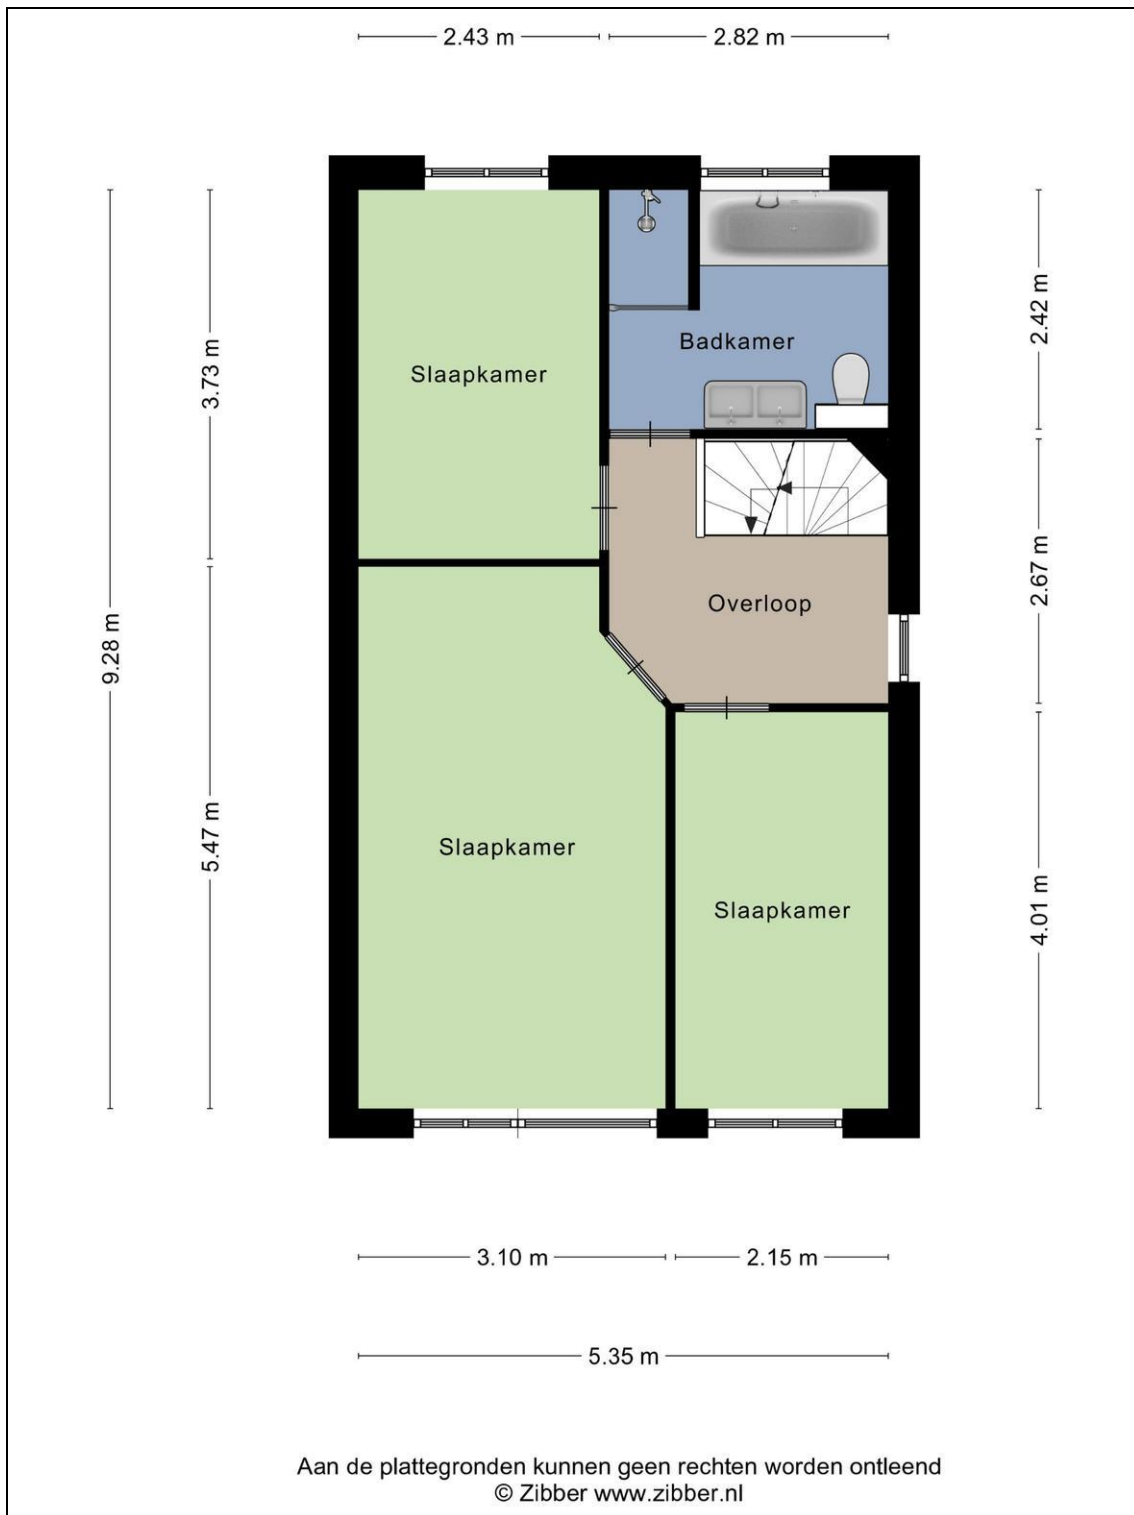 2.43 m
2.82 m
2.42 m
Badkamer
Slaapkamer
3.73 m
2.67 m
Overloop
9.28 m
5.47 m
Slaapkamer
Slaapkamer
4.01 m
3.10 m
2.15 m
5.35 m
Aan de plattegronden kunnen geen rechten worden ontleend
© Zibber www.zibber.nl